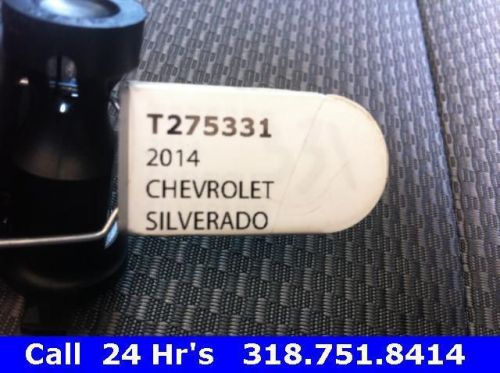 T275331
2014
CHEVROLET
SILVERADO
Call 24 Hr's 318.751.8414